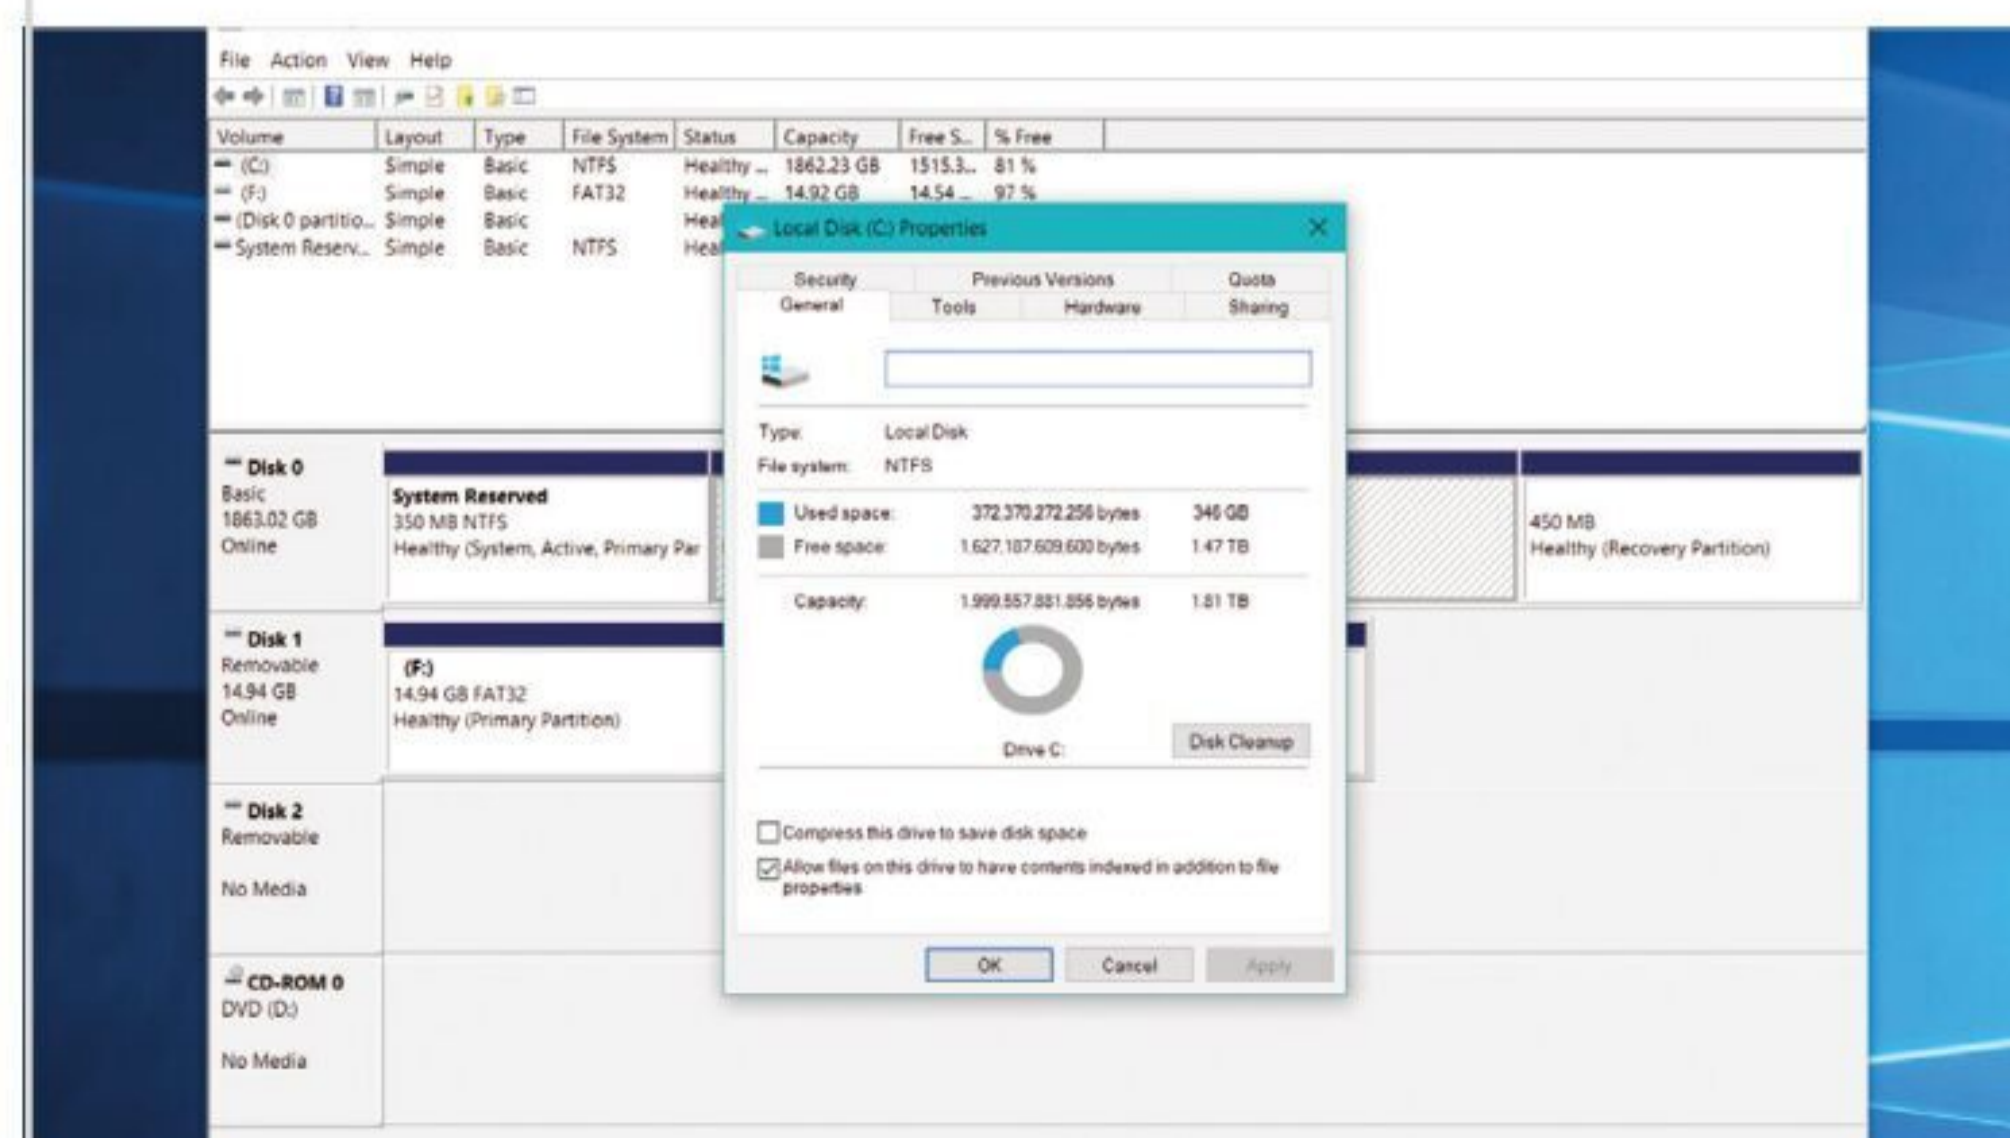 File Action View Help
Volume Layout Type File System Status Capacity Free S... % Free
(C:) Simple Basic NTFS Healthy ... 1862.23 GB 1515.3... 81 %
(F:) Simple Basic FAT32 Healthy ... 14.92 GB 14.54 ... 97 %
(Disk 0 partitio... Simple Basic Heal
System Reserv... Simple Basic NTFS Heal
Local Disk (C:) Properties
Security Previous Versions Quota
General Tools Hardware Sharing
Type: Local Disk
File system: NTFS
Used space: 372.370.272.256 bytes 346 GB
Free space: 1.627.187.609.600 bytes 1.47 TB
Capacity: 1.999.557.881.856 bytes 1.81 TB
Drive C:
Disk Cleanup
Compress this drive to save disk space
Allow files on this drive to have contents indexed in addition to file
properties
OK Cancel Apply
Disk 0
Basic
1863.02 GB
Online
System Reserved
350 MB NTFS
Healthy (System, Active, Primary Par
450 MB
Healthy (Recovery Partition)
Disk 1
Removable
14.94 GB
Online
(F:)
14.94 GB FAT32
Healthy (Primary Partition)
Disk 2
Removable
No Media
CD-ROM 0
DVD (D:)
No Media